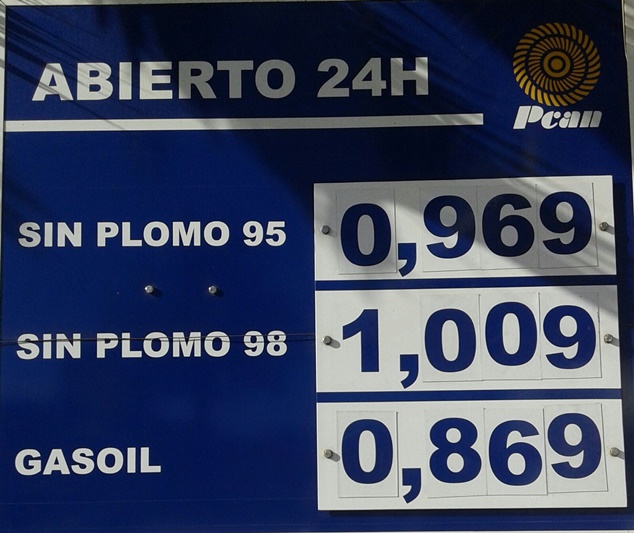 ABIERTO 24H
Pcan
SIN PLOMO 95 0,969
SIN PLOMO 98 1,009
GASOIL 0,869